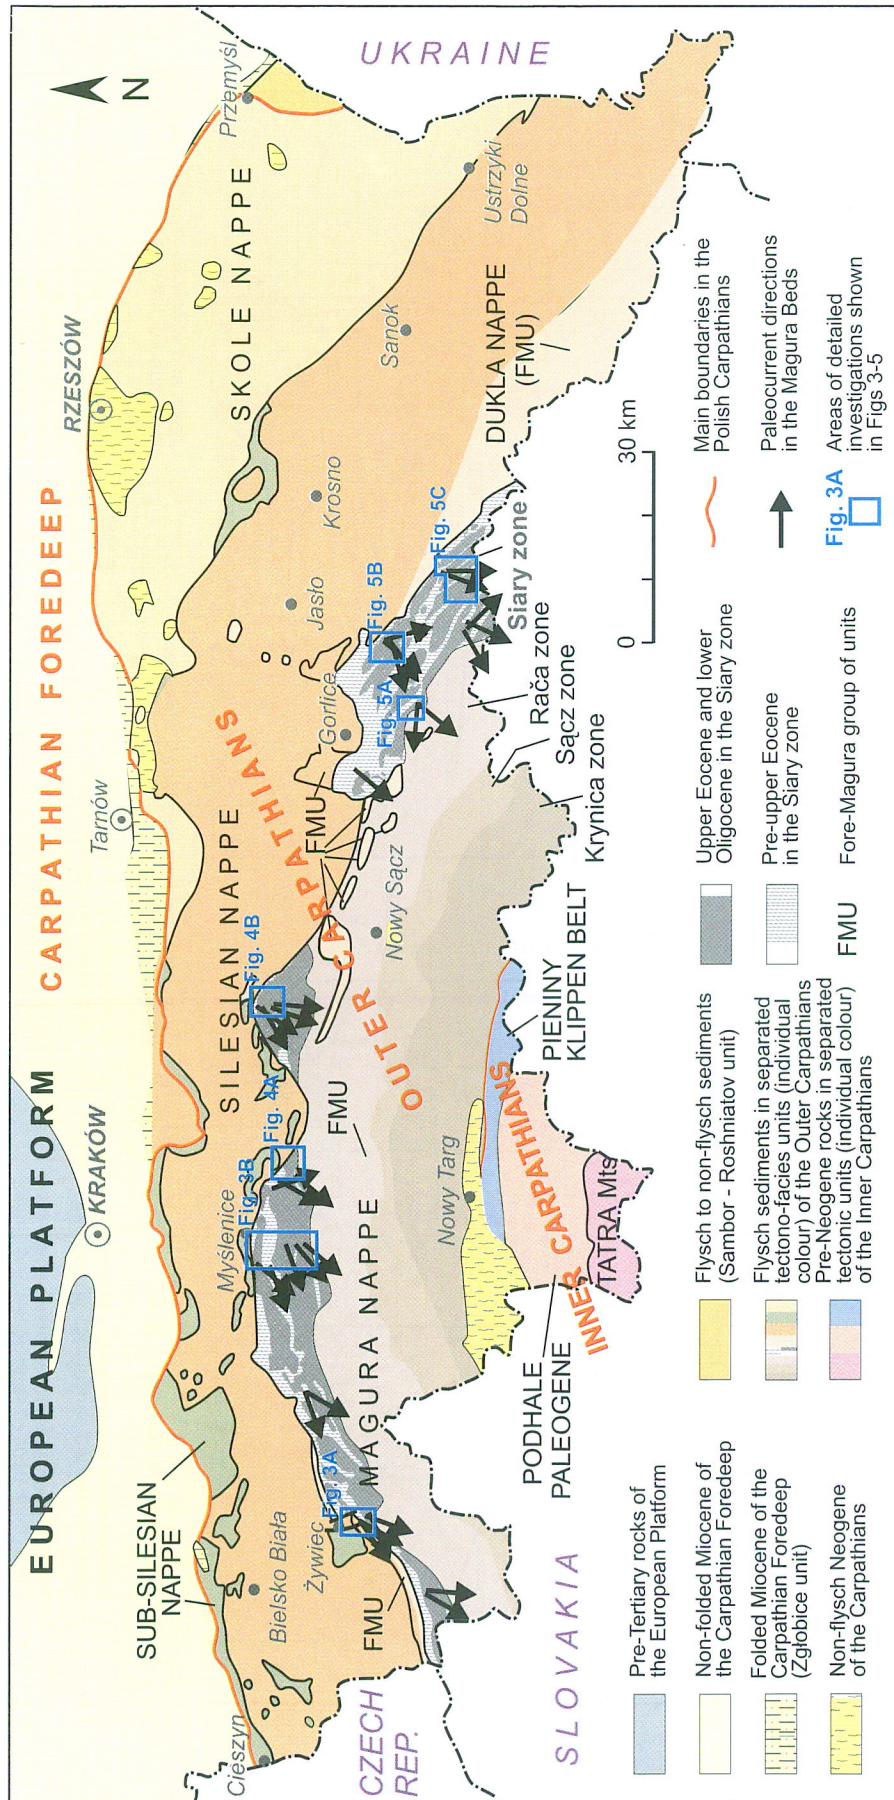 EUROPEAN PLATFORM
CARPATHIAN FOREDEEP
N
UKRAINE
Przemyśl
RZESZÓW
Tarnów
KRAKÓW
SKOLE NAPPE
SUB-SILESIAN
NAPPE
Cieszyn
Bielsko Biała
Żywiec
Myślenice
SILESIAN NAPPE
Jasło
Krosno
Sanok
Ustrzyki
Dolne
Gorlice
Nowy Sącz
Nowy Targ
OUTER CARPATHIANS
INNER CARPATHIANS
MAGURA NAPPE
FMU
FMU
FMU
DUKLA NAPPE
(FMU)
Fig. 3A
Fig. 3B
Fig. 4A
Fig. 4B
Fig. 5A
Fig. 5B
Fig. 5C
Siary zone
Rača zone
Sącz zone
Krynica zone
PIENINY
KLIPPEN BELT
TATRA Mts
PODHALE
PALEOGENE
CZECH
REP.
SLOVAKIA
0
30 km
Pre-Tertiary rocks of
the European Platform
Non-folded Miocene of
the Carpathian Foredeep
Folded Miocene of the
Carpathian Foredeep
(Zgłobice unit)
Non-flysch Neogene
of the Carpathians
Flysch to non-flysch sediments
(Sambor - Roshniatov unit)
Flysch sediments in separated
tectono-facies units (individual
colour) of the Outer Carpathians
Pre-Neogene rocks in separated
tectonic units (individual colour)
of the Inner Carpathians
Upper Eocene and lower
Oligocene in the Siary zone
Pre-upper Eocene
in the Siary zone
FMU
Fore-Magura group of units
Main boundaries in the
Polish Carpathians
Paleocurrent directions
in the Magura Beds
Fig. 3A
Areas of detailed
investigations shown
in Figs 3-5